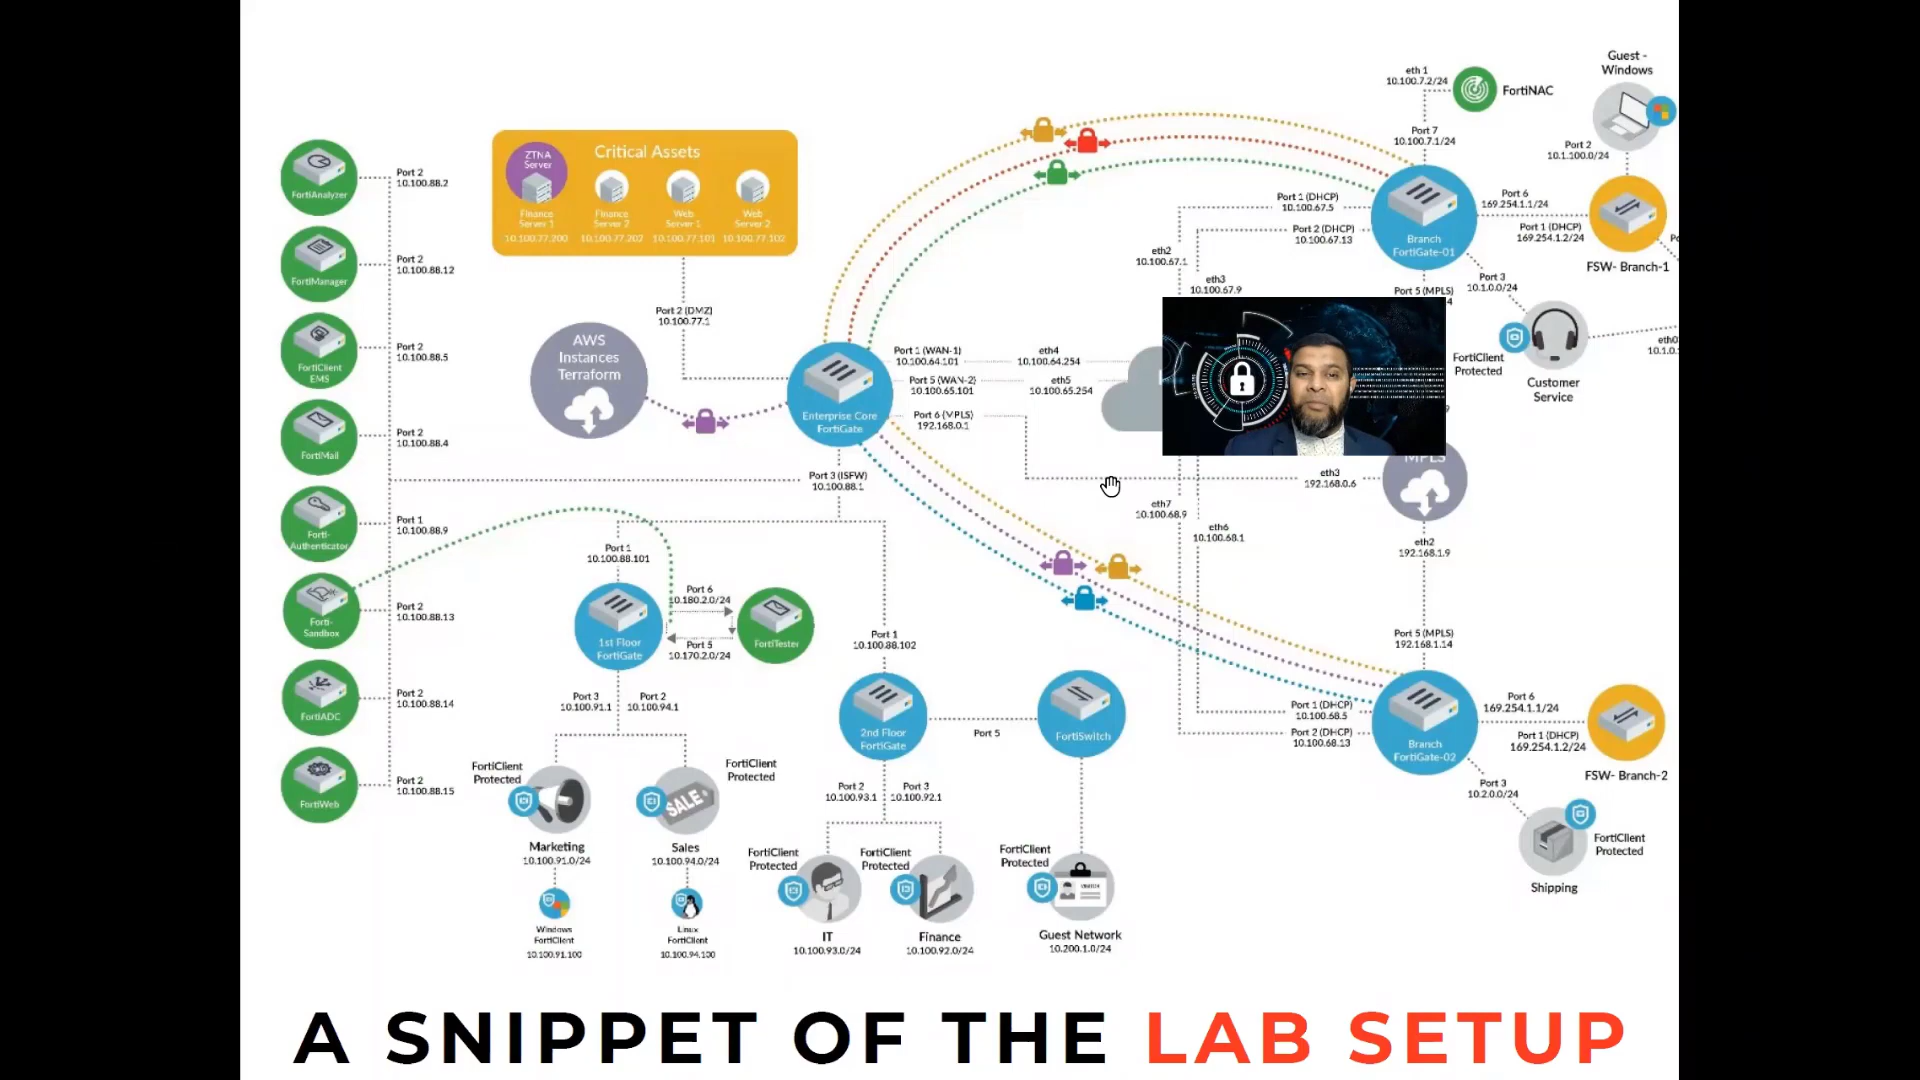 Guest -
Windows
eth 1
10.100.7.2/24
FortiNAC
Port 7
10.100.7.1/24
Port 2
10.1.100.0/24
Critical Assets
ZTNA
Server
Finance
Server 1
10.100.77.200
Finance
Server 2
10.100.77.202
Web
Server 1
10.100.77.101
Web
Server 2
10.100.77.102
FortiAnalyzer
Port 2
10.100.88.2
FortiManager
Port 2
10.100.88.12
FortiClient
EMS
Port 2
10.100.88.5
FortiMail
Port 2
10.100.88.4
Forti-
Authenticator
Port 1
10.100.88.9
Forti-
Sandbox
Port 2
10.100.88.13
FortiADC
Port 2
10.100.88.14
FortiWeb
Port 2
10.100.88.15
Port 2 (DMZ)
10.100.77.1
AWS
Instances
Terraform
Enterprise Core
FortiGate
Port 1 (WAN-1)
10.100.64.101
eth4
10.100.64.254
Port 5 (WAN-2)
10.100.65.101
eth5
10.100.65.254
Port 6 (MPLS)
192.168.0.1
Port 3 (ISFW)
10.100.88.1
Port 1 (DHCP)
10.100.67.5
Port 2 (DHCP)
10.100.67.13
eth2
10.100.67.1
eth3
10.100.67.9
Branch
FortiGate-01
Port 6
169.254.1.1/24
Port 1 (DHCP)
169.254.1.2/24
FSW- Branch-1
Port 3
10.1.0.0/24
Port 5 (MPLS)
FortiClient
Protected
Customer
Service
eth0
10.1.0.
MPLS
eth3
192.168.0.6
eth7
10.100.68.9
eth6
10.100.68.1
eth2
192.168.1.9
Port 5 (MPLS)
192.168.1.14
Port 1
10.100.88.101
1st Floor
FortiGate
Port 6
10.180.2.0/24
Port 5
10.170.2.0/24
FortiTester
Port 1
10.100.88.102
2nd Floor
FortiGate
Port 5
FortiSwitch
Port 3
10.100.91.1
Port 2
10.100.94.1
Port 2
10.100.93.1
Port 3
10.100.92.1
Port 1 (DHCP)
10.100.68.5
Port 2 (DHCP)
10.100.68.13
Branch
FortiGate-02
Port 6
169.254.1.1/24
Port 1 (DHCP)
169.254.1.2/24
FSW- Branch-2
Port 3
10.2.0.0/24
FortiClient
Protected
Shipping
FortiClient
Protected
Marketing
10.100.91.0/24
Windows
FortiClient
10.100.91.100
FortiClient
Protected
SALE
Sales
10.100.94.0/24
Linux
FortiClient
10.100.94.100
FortiClient
Protected
IT
10.100.93.0/24
FortiClient
Protected
Finance
10.100.92.0/24
FortiClient
Protected
Guest Network
10.200.1.0/24
A SNIPPET OF THE LAB SETUP